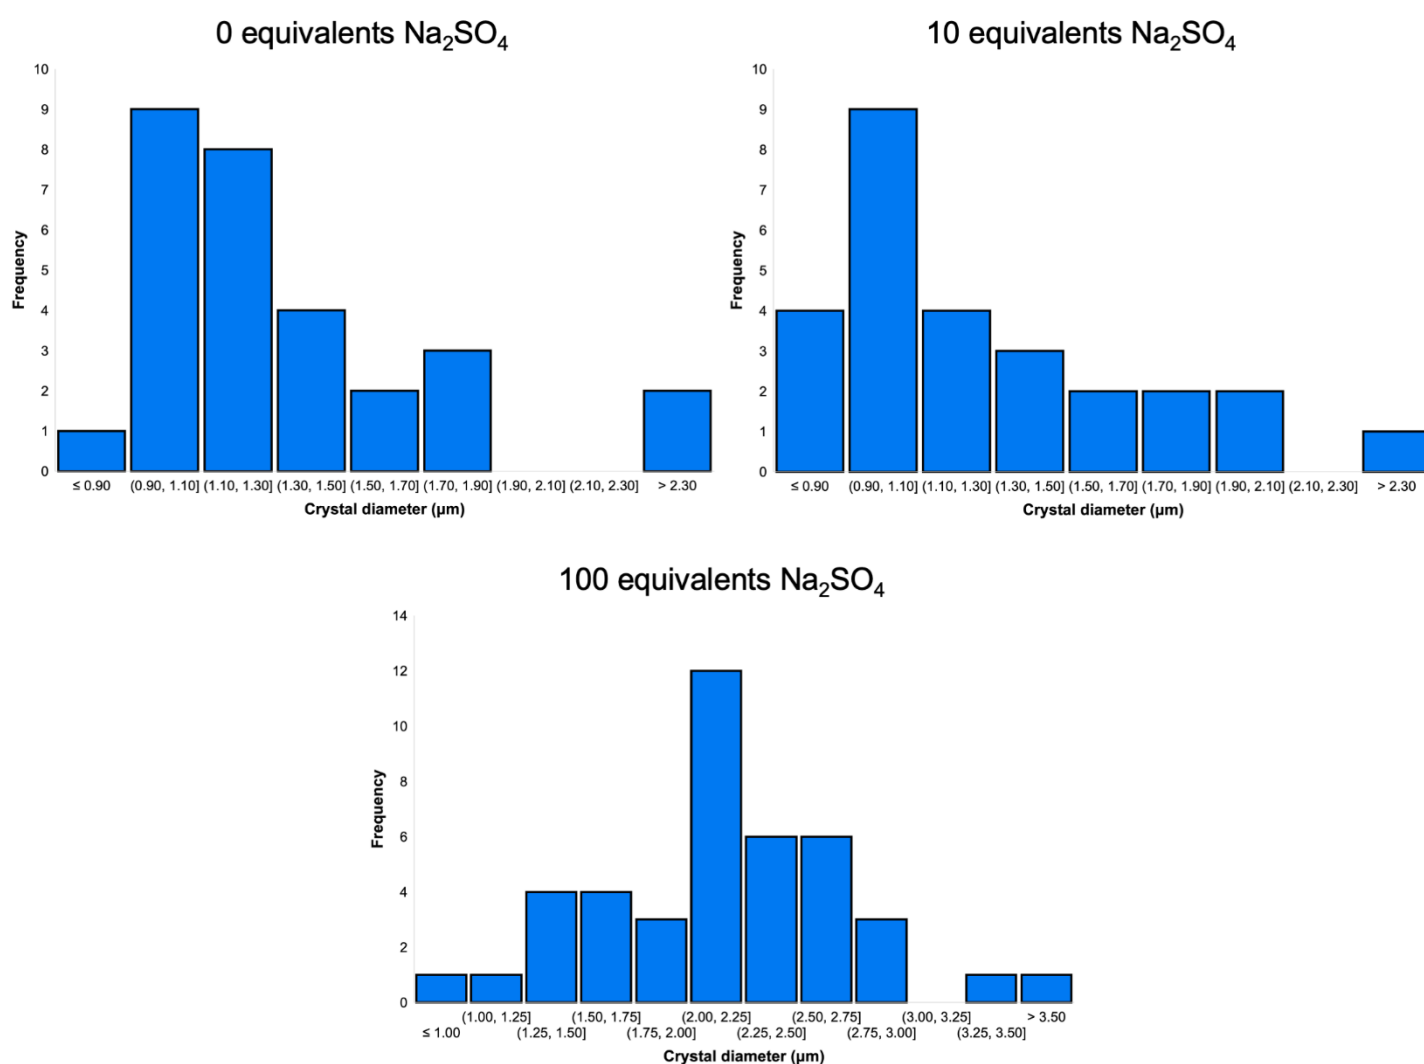 0 equivalents Na₂SO₄
10
9
8
7
6
5
4
3
2
1
0
Frequency
≤ 0.90 (0.90, 1.10] (1.10, 1.30] (1.30, 1.50] (1.50, 1.70] (1.70, 1.90] (1.90, 2.10] (2.10, 2.30] > 2.30
Crystal diameter (µm)
10 equivalents Na₂SO₄
10
9
8
7
6
5
4
3
2
1
0
Frequency
≤ 0.90 (0.90, 1.10] (1.10, 1.30] (1.30, 1.50] (1.50, 1.70] (1.70, 1.90] (1.90, 2.10] (2.10, 2.30] > 2.30
Crystal diameter (µm)
100 equivalents Na₂SO₄
14
12
10
8
6
4
2
0
Frequency
(1.00, 1.25] (1.50, 1.75] (2.00, 2.25] (2.50, 2.75] (3.00, 3.25] > 3.50
≤ 1.00 (1.25, 1.50] (1.75, 2.00] (2.25, 2.50] (2.75, 3.00] (3.25, 3.50]
Crystal diameter (µm)